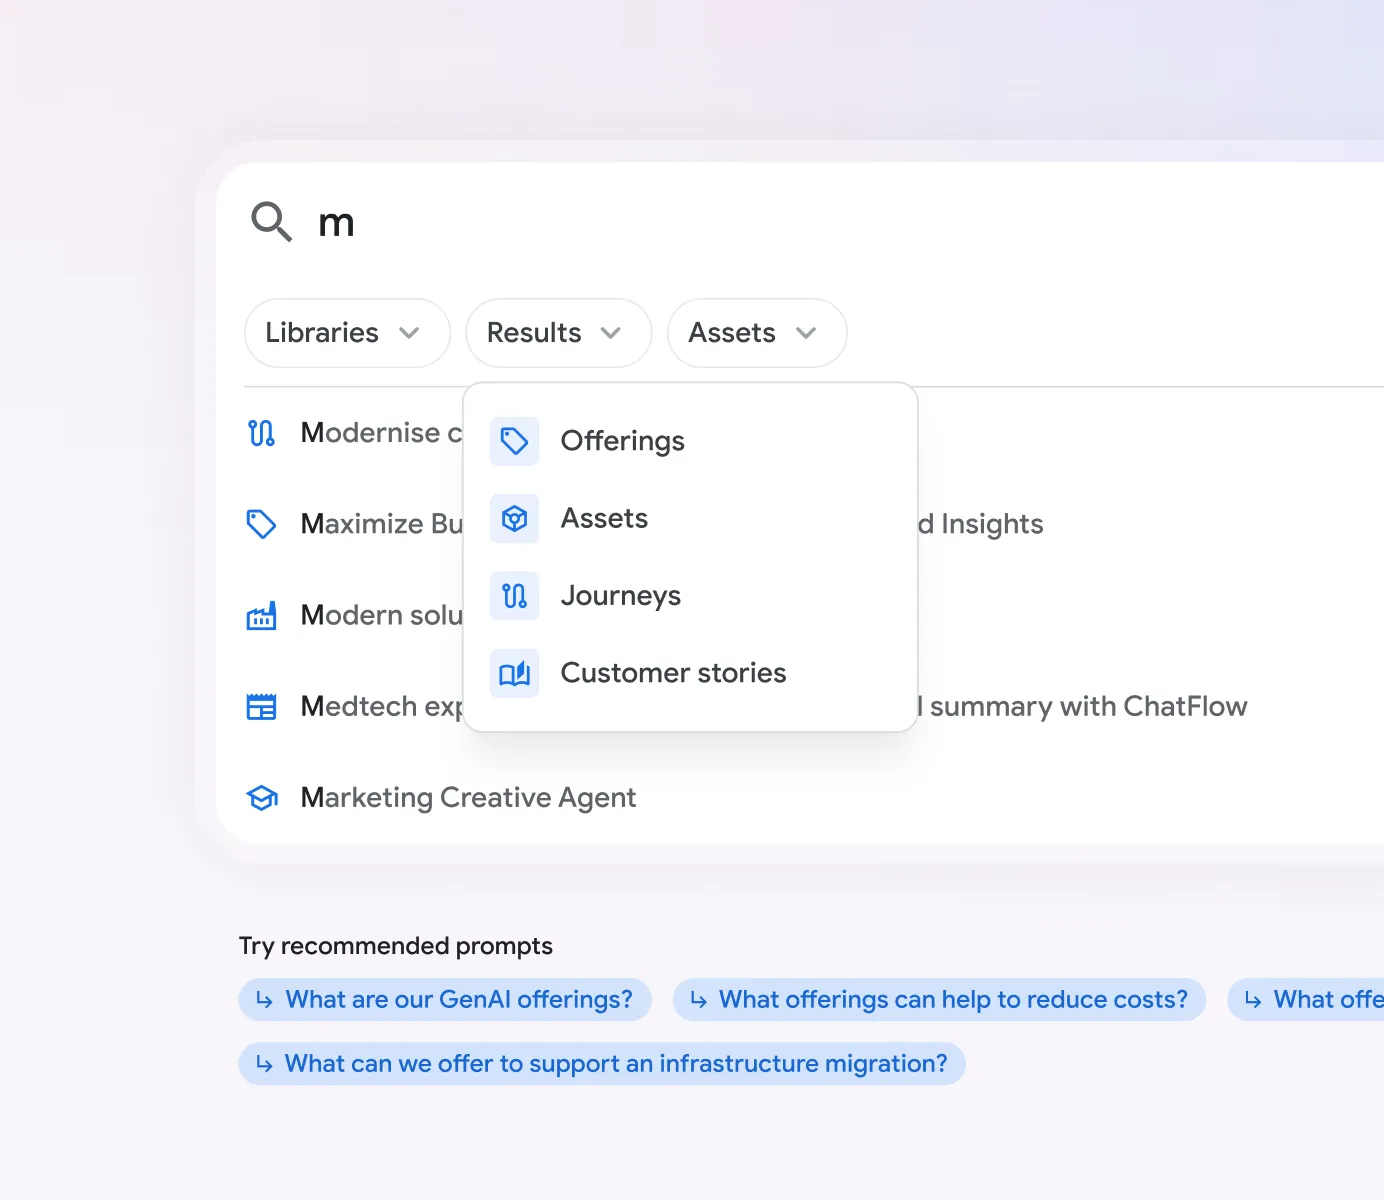 m
Libraries Results Assets
Modernise c
Offerings
Maximize Bu d Insights
Assets
Modern solu
Journeys
Customer stories
Medtech exp l summary with ChatFlow
Marketing Creative Agent
Try recommended prompts
↳ What are our GenAI offerings? ↳ What offerings can help to reduce costs? ↳ What offe
↳ What can we offer to support an infrastructure migration?